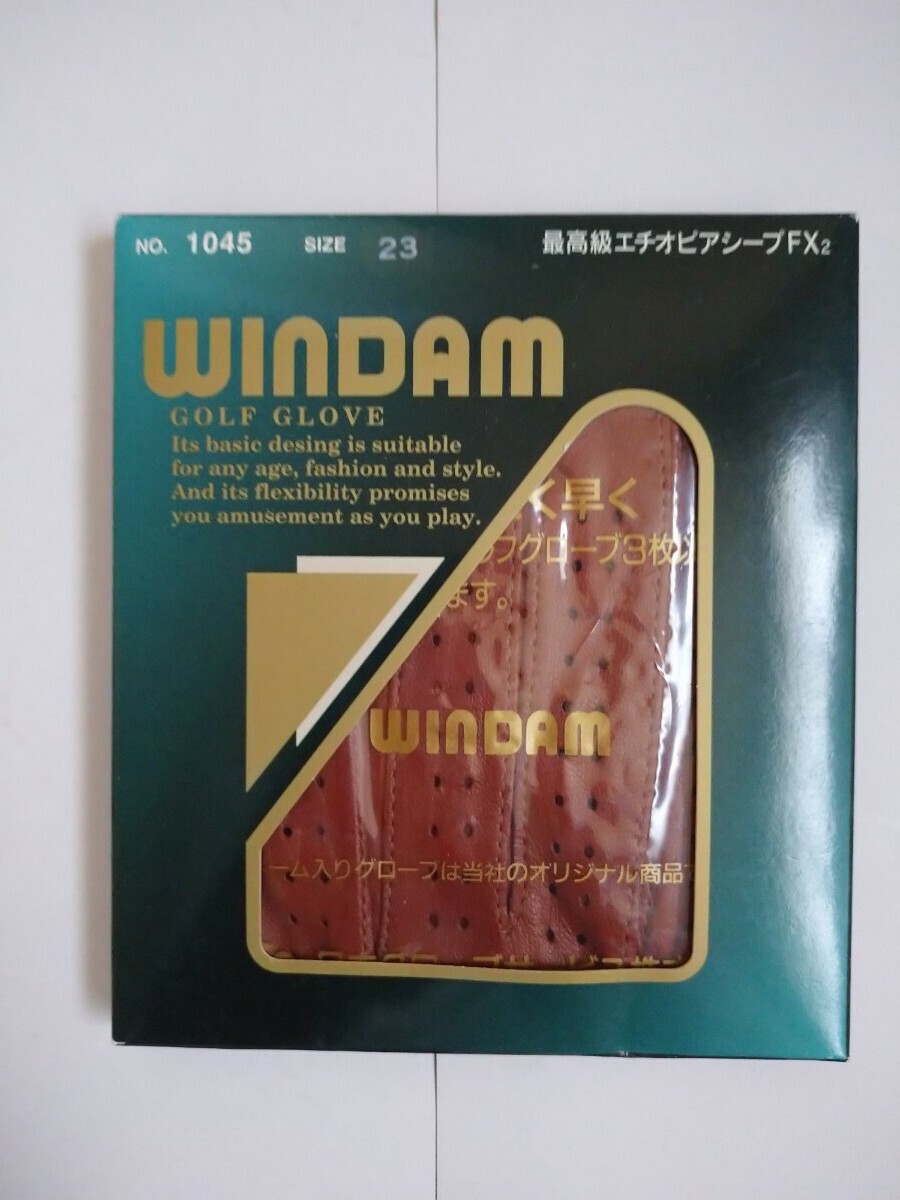 NO. 1045 SIZE 23 最高級エチオピアシープFX2
WINDAM
GOLF GLOVE
Its basic desing is suitable
for any age, fashion and style.
And its flexibility promises
you amusement as you play.
く早く
フグローブ3枚
ます。
WINDAM
ーム入りグローブは当社のオリジナル商品